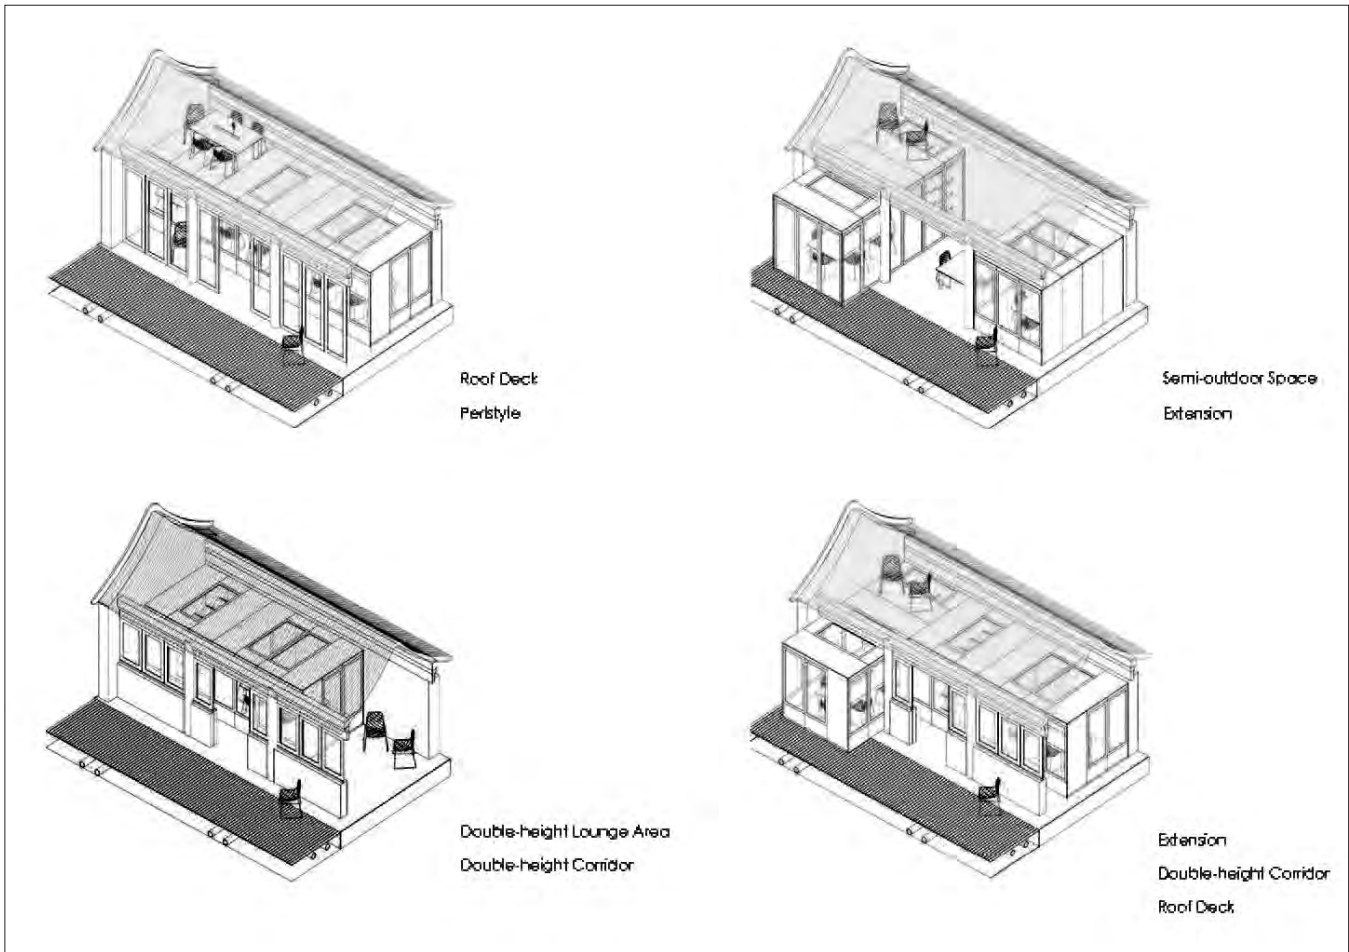 Roof Deck
Peristyle
Semi-outdoor Space
Extension
Double-height Lounge Area
Double-height Corridor
Extension
Double-height Corridor
Roof Deck